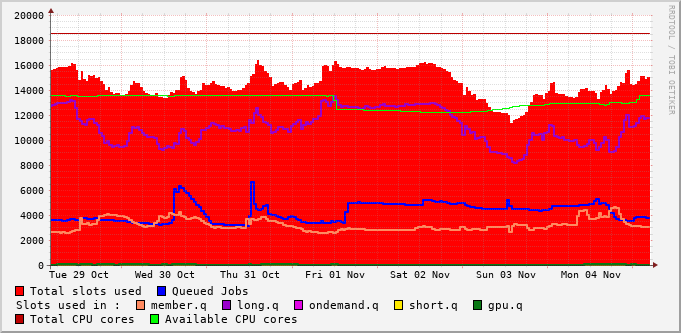 20000
18000
16000
14000
12000
10000
8000
6000
4000
2000
0
Tue 29 Oct Wed 30 Oct Thu 31 Oct Fri 01 Nov Sat 02 Nov Sun 03 Nov Mon 04 Nov
Total slots used Queued Jobs
Slots used in : member.q long.q ondemand.q short.q gpu.q
Total CPU cores Available CPU cores
RRDTOOL / TOBI OETIKER